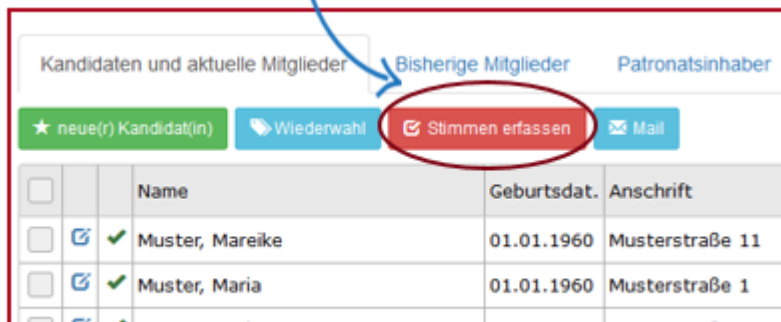 Kandidaten und aktuelle Mitglieder Bisherige Mitglieder Patronatsinhaber
neue(r) Kandidat(in) Wiederwahl Stimmen erfassen Mail
Name Geburtsdat. Anschrift
Muster, Mareike 01.01.1960 Musterstraße 11
Muster, Maria 01.01.1960 Musterstraße 1